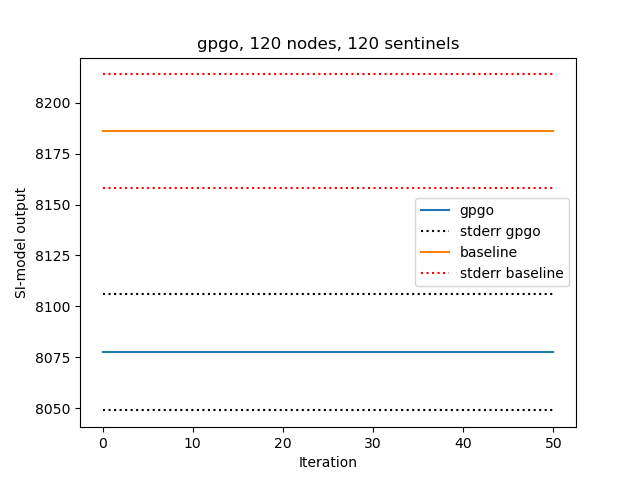 gpgo, 120 nodes, 120 sentinels
SI-model output
8200
8175
8150
8125
8100
8075
8050
gpgo
stderr gpgo
baseline
stderr baseline
0 10 20 30 40 50
Iteration